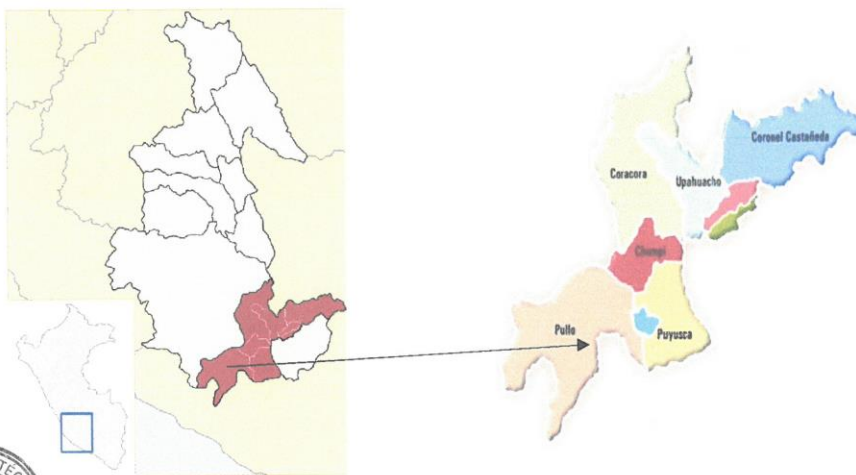 Coronel Castañeda
Coracora
Upahuacho
Chumpi
Pullo
Puyusca